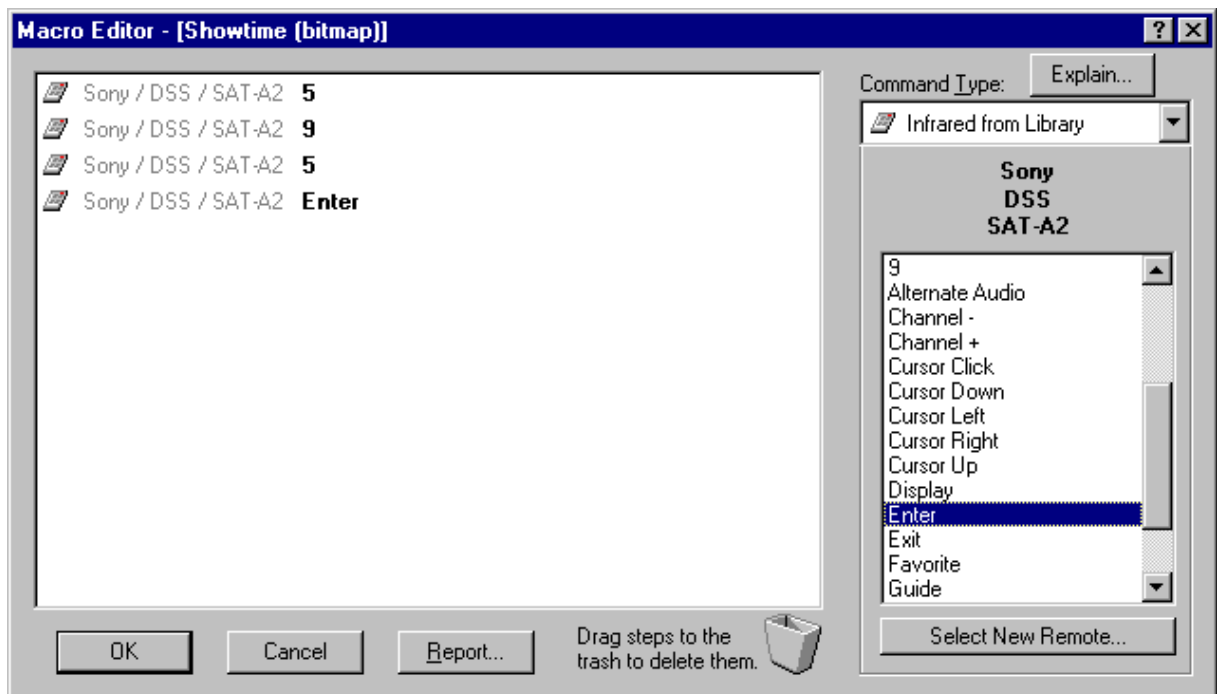 Macro Editor - [Showtime (bitmap)]
Sony / DSS / SAT-A2 5
Sony / DSS / SAT-A2 9
Sony / DSS / SAT-A2 5
Sony / DSS / SAT-A2 Enter
Command Type:
Explain...
Infrared from Library
Sony
DSS
SAT-A2
9
Alternate Audio
Channel -
Channel +
Cursor Click
Cursor Down
Cursor Left
Cursor Right
Cursor Up
Display
Enter
Exit
Favorite
Guide
OK
Cancel
Report...
Drag steps to the
trash to delete them.
Select New Remote...